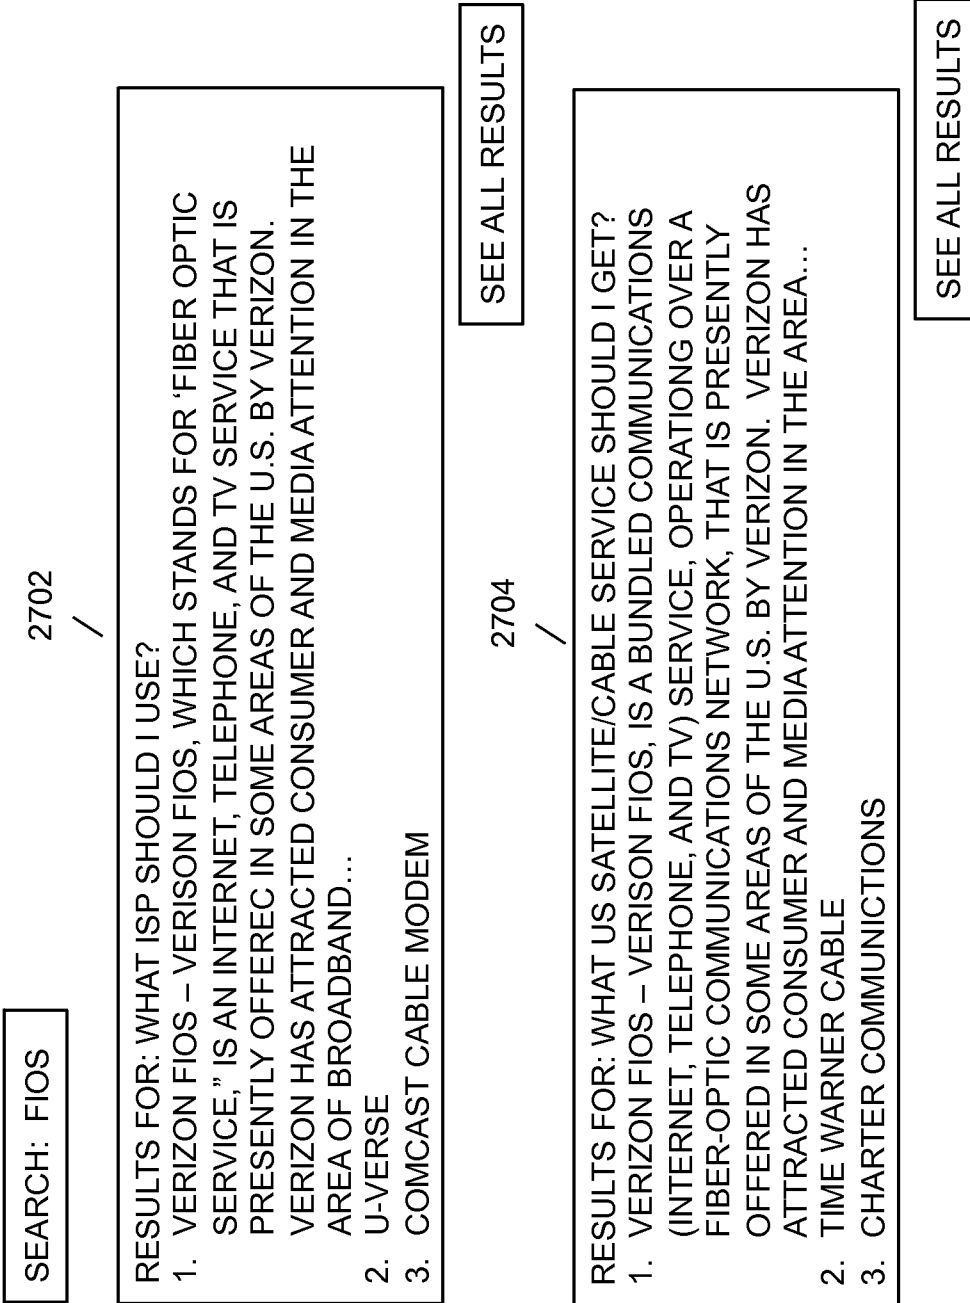 SEARCH: FIOS
2702
RESULTS FOR: WHAT ISP SHOULD I USE?
1. VERIZON FIOS – VERISON FIOS, WHICH STANDS FOR ‘FIBER OPTIC
SERVICE,” IS AN INTERNET, TELEPHONE, AND TV SERVICE THAT IS
PRESENTLY OFFEREC IN SOME AREAS OF THE U.S. BY VERIZON.
VERIZON HAS ATTRACTED CONSUMER AND MEDIA ATTENTION IN THE
AREA OF BROADBAND...
2. U-VERSE
3. COMCAST CABLE MODEM
SEE ALL RESULTS
2704
RESULTS FOR: WHAT US SATELLITE/CABLE SERVICE SHOULD I GET?
1. VERIZON FIOS – VERISON FIOS, IS A BUNDLED COMMUNICATIONS
(INTERNET, TELEPHONE, AND TV) SERVICE, OPERATIONG OVER A
FIBER-OPTIC COMMUNICATIONS NETWORK, THAT IS PRESENTLY
OFFERED IN SOME AREAS OF THE U.S. BY VERIZON. VERIZON HAS
ATTRACTED CONSUMER AND MEDIA ATTENTION IN THE AREA...
2. TIME WARNER CABLE
3. CHARTER COMMUNICTIONS
SEE ALL RESULTS